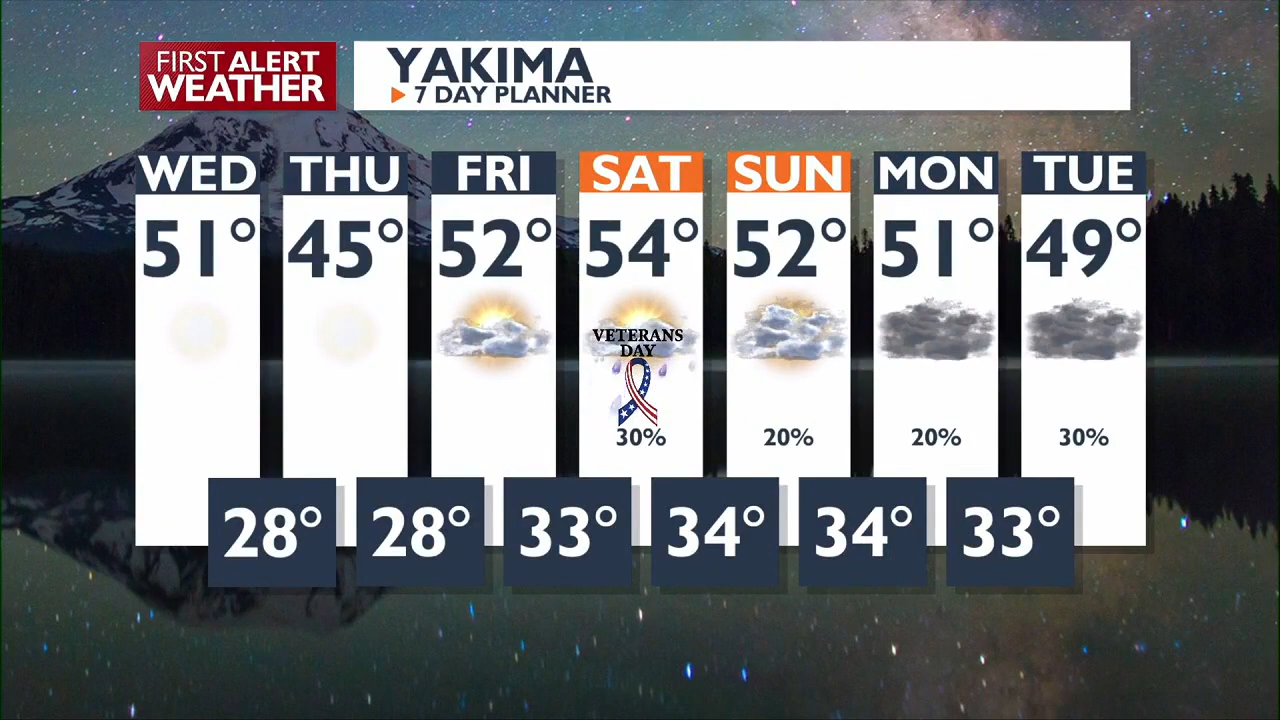 FIRST ALERT
WEATHER
YAKIMA
7 DAY PLANNER
WED THU FRI SAT SUN MON TUE
51° 45° 52° 54° 52° 51° 49°
VETERANS
DAY
30% 20% 20% 30%
28° 28° 33° 34° 34° 33°